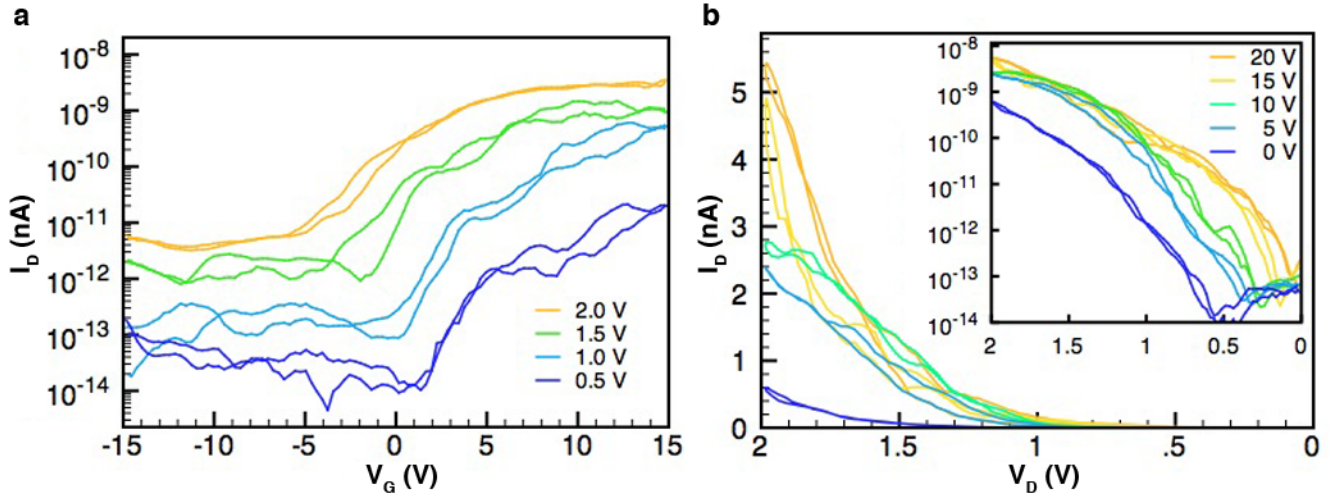 a
I_D (nA)
10^-8
10^-9
10^-10
10^-11
10^-12
10^-13
10^-14
2.0 V
1.5 V
1.0 V
0.5 V
-15 -10 -5 0 5 10 15
V_G (V)
b
I_D (nA)
5
4
3
2
1
0
2 1.5 1 0.5 0
V_D (V)
10^-8
10^-9
10^-10
10^-11
10^-12
10^-13
10^-14
20 V
15 V
10 V
5 V
0 V
2 1.5 1 0.5 0